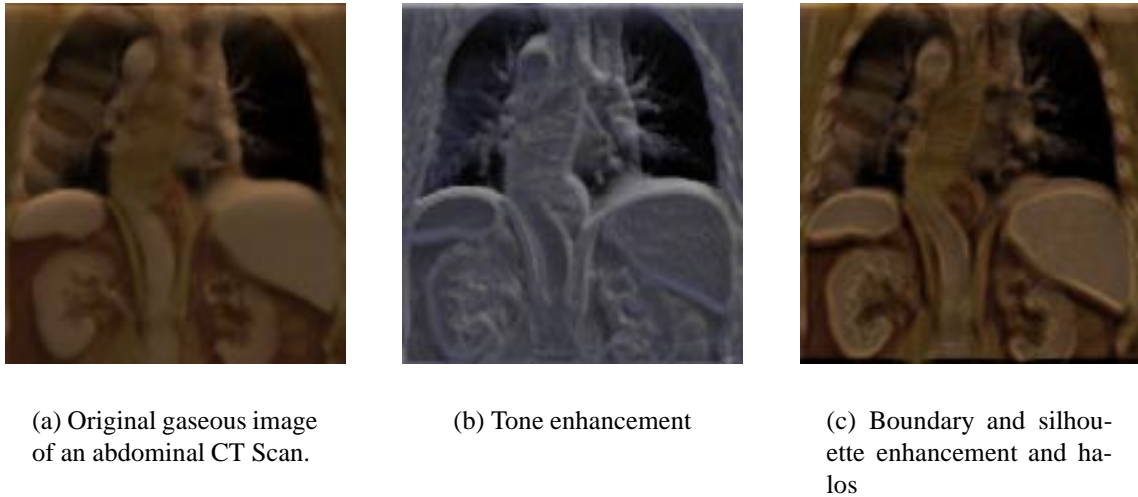 (a) Original gaseous image
of an abdominal CT Scan.
(b) Tone enhancement
(c) Boundary and silhou-
ette enhancement and ha-
los